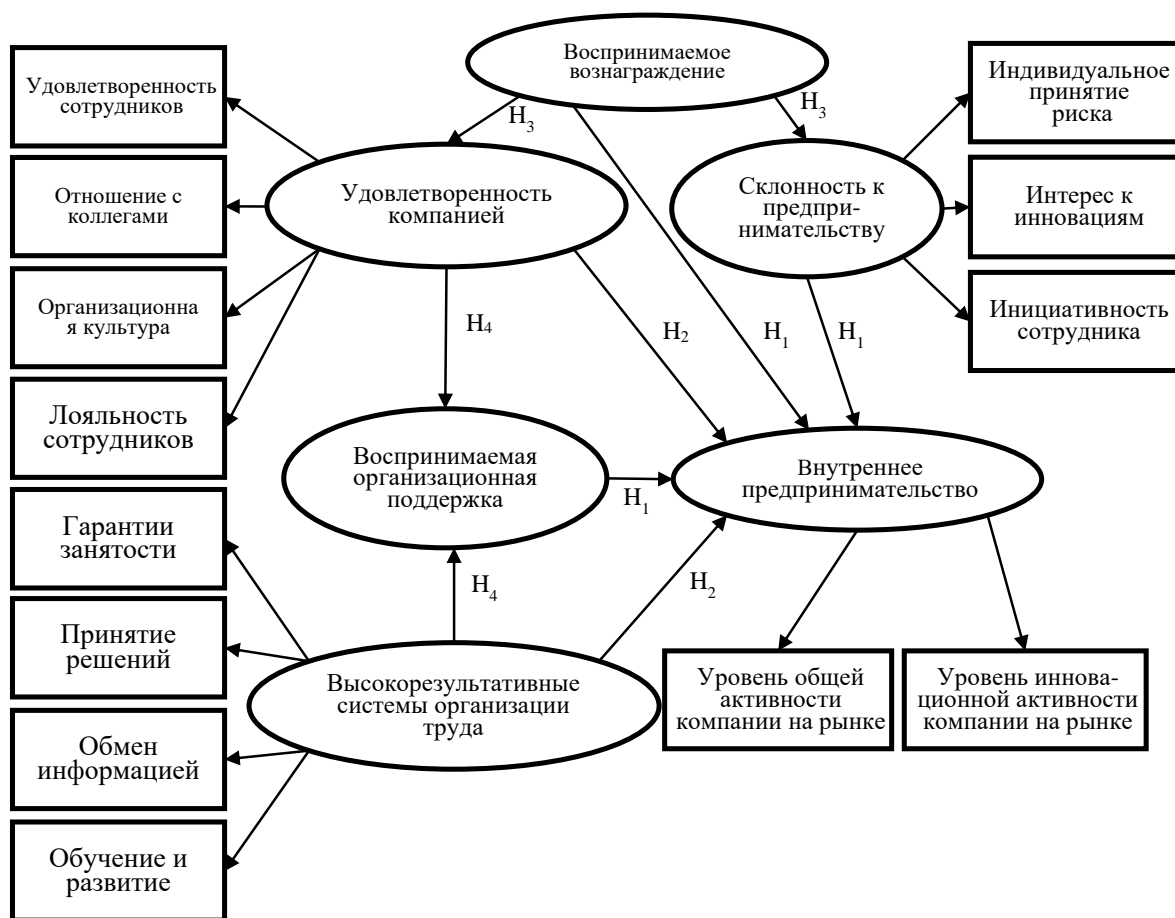 Воспринимаемое
вознаграждение
Удовлетворенность
сотрудников
Индивидуальное
принятие
риска
H3
H3
Отношение с
коллегами
Удовлетворенность
компанией
Склонность к
предпри-
нимательству
Интерес к
инновациям
Организационна
я культура
Инициативность
сотрудника
H4
H2
H1
H1
Лояльность
сотрудников
Воспринимаемая
организационная
поддержка
H1
Внутреннее
предпринимательство
Гарантии
занятости
H4
H2
Принятие
решений
Высокорезультативные
системы организации
труда
Уровень общей
активности
компании на рынке
Уровень иннова-
ционной активности
компании на рынке
Обмен
информацией
Обучение и
развитие